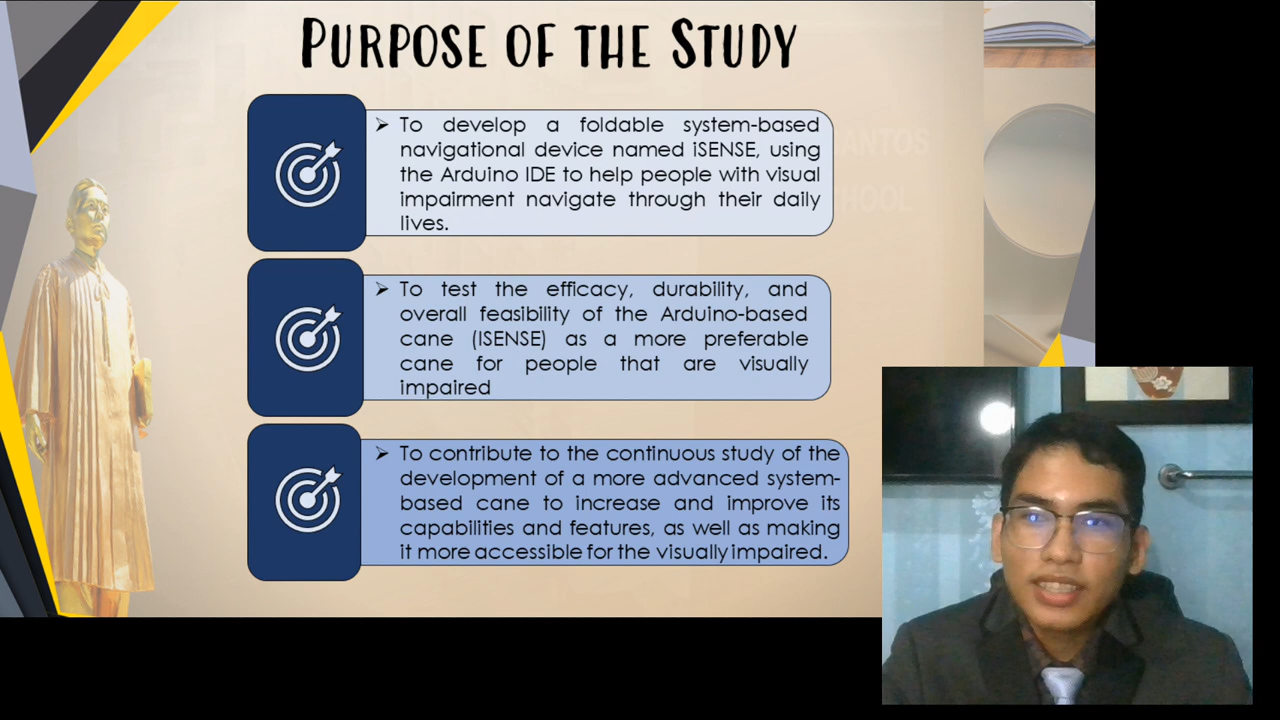 PURPOSE OF THE STUDY
➢ To develop a foldable system-based
navigational device named iSENSE, using
the Arduino IDE to help people with visual
impairment navigate through their daily
lives.
➢ To test the efficacy, durability, and
overall feasibility of the Arduino-based
cane (ISENSE) as a more preferable
cane for people that are visually
impaired
➢ To contribute to the continuous study of the
development of a more advanced system-
based cane to increase and improve its
capabilities and features, as well as making
it more accessible for the visually impaired.